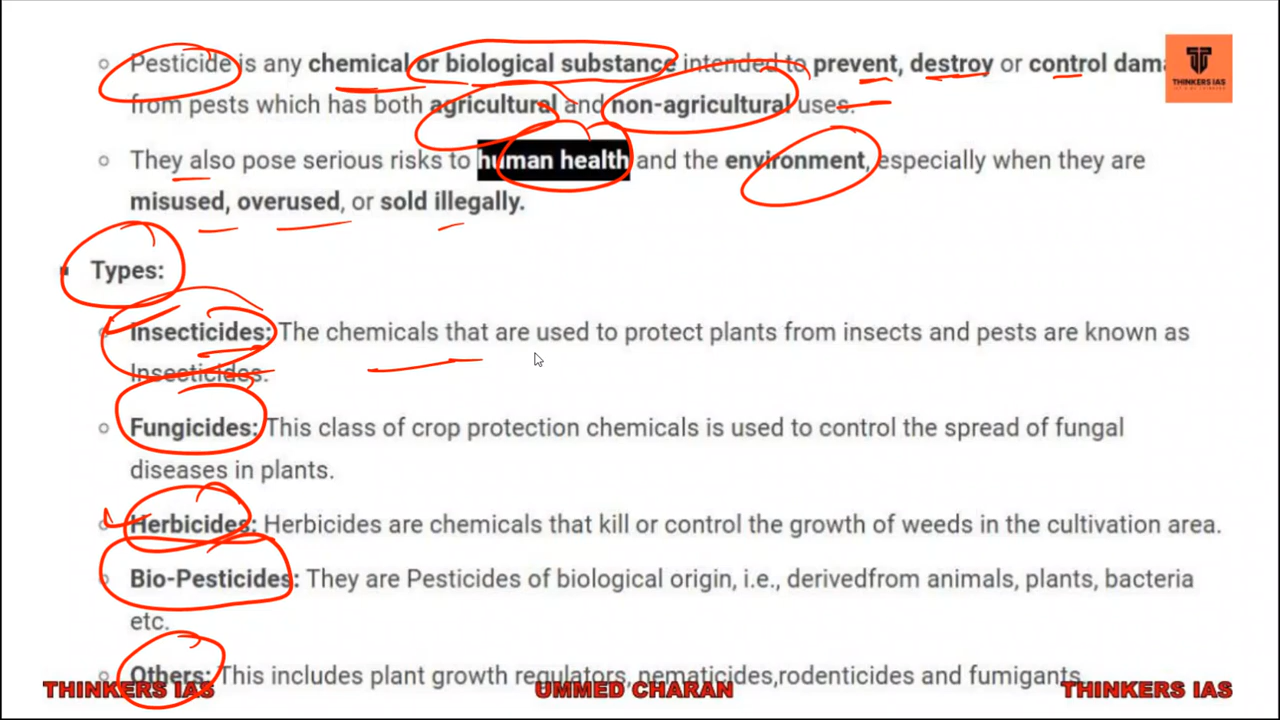 Pesticide is any chemical or biological substance intended to prevent, destroy or control dama
THINKERS IAS
from pests which has both agricultural and non-agricultural uses.
They also pose serious risks to human health and the environment, especially when they are
misused, overused, or sold illegally.
Types:
Insecticides: The chemicals that are used to protect plants from insects and pests are known as
Insecticides.
Fungicides: This class of crop protection chemicals is used to control the spread of fungal
diseases in plants.
Herbicides: Herbicides are chemicals that kill or control the growth of weeds in the cultivation area.
Bio-Pesticides: They are Pesticides of biological origin, i.e., derivedfrom animals, plants, bacteria
etc.
Others: This includes plant growth regulators, nematicides,rodenticides and fumigants.
THINKERS IAS UMMED CHARAN THINKERS IAS